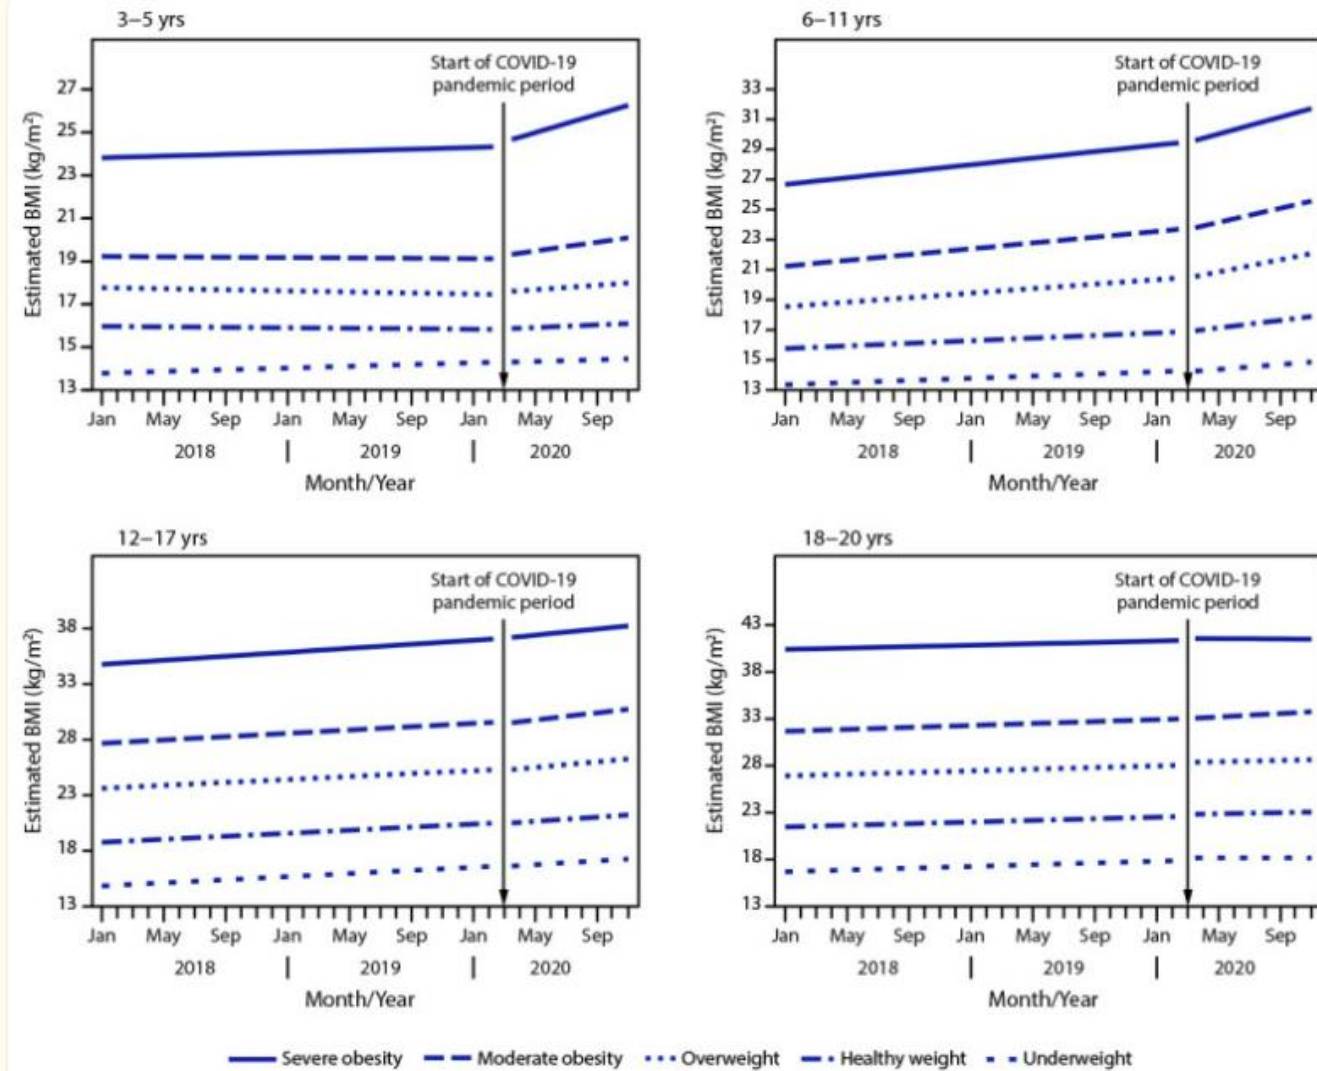 3–5 yrs
Start of COVID-19
pandemic period
27
25
23
21
19
17
15
13
Estimated BMI (kg/m²)
Jan May Sep Jan May Sep Jan May Sep
2018 | 2019 | 2020
Month/Year
6–11 yrs
Start of COVID-19
pandemic period
33
31
29
27
25
23
21
19
17
15
13
Estimated BMI (kg/m²)
Jan May Sep Jan May Sep Jan May Sep
2018 | 2019 | 2020
Month/Year
12–17 yrs
Start of COVID-19
pandemic period
38
33
28
23
18
13
Estimated BMI (kg/m²)
Jan May Sep Jan May Sep Jan May Sep
2018 | 2019 | 2020
Month/Year
18–20 yrs
Start of COVID-19
pandemic period
43
38
33
28
23
18
13
Estimated BMI (kg/m²)
Jan May Sep Jan May Sep Jan May Sep
2018 | 2019 | 2020
Month/Year
Severe obesity Moderate obesity Overweight Healthy weight Underweight